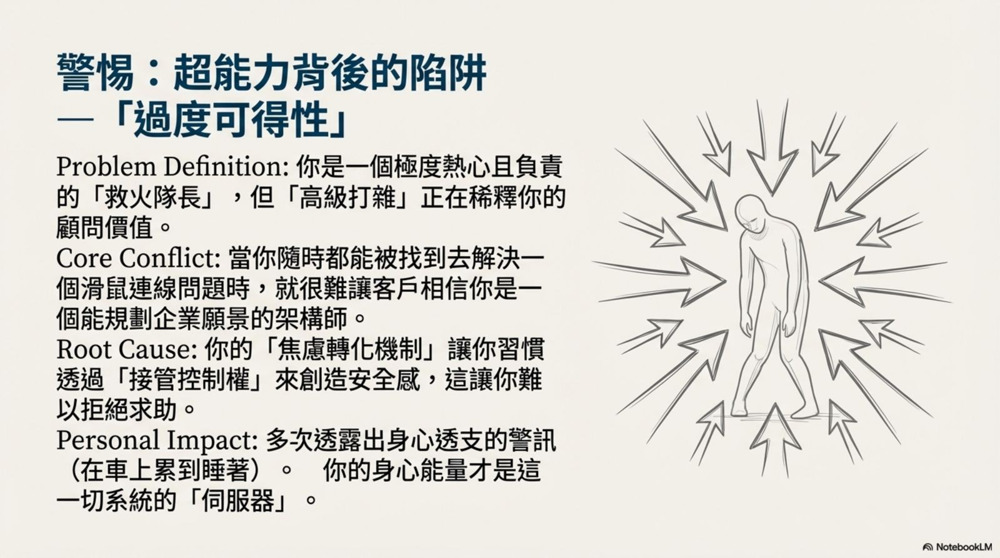 警惕：超能力背後的陷阱
—「過度可得性」
Problem Definition: 你是一個極度熱心且負責
的「救火隊長」，但「高級打雜」正在稀釋你的
顧問價值。
Core Conflict: 當你隨時都能被找到去解決一
個滑鼠連線問題時，就很難讓客戶相信你是一
個能規劃企業願景的架構師。
Root Cause: 你的「焦慮轉化機制」讓你習慣
透過「接管控制權」來創造安全感，這讓你難
以拒絕求助。
Personal Impact: 多次透露出身心透支的警訊
（在車上累到睡著）。 你的身心能量才是這
一切系統的「伺服器」。
NotebookLM